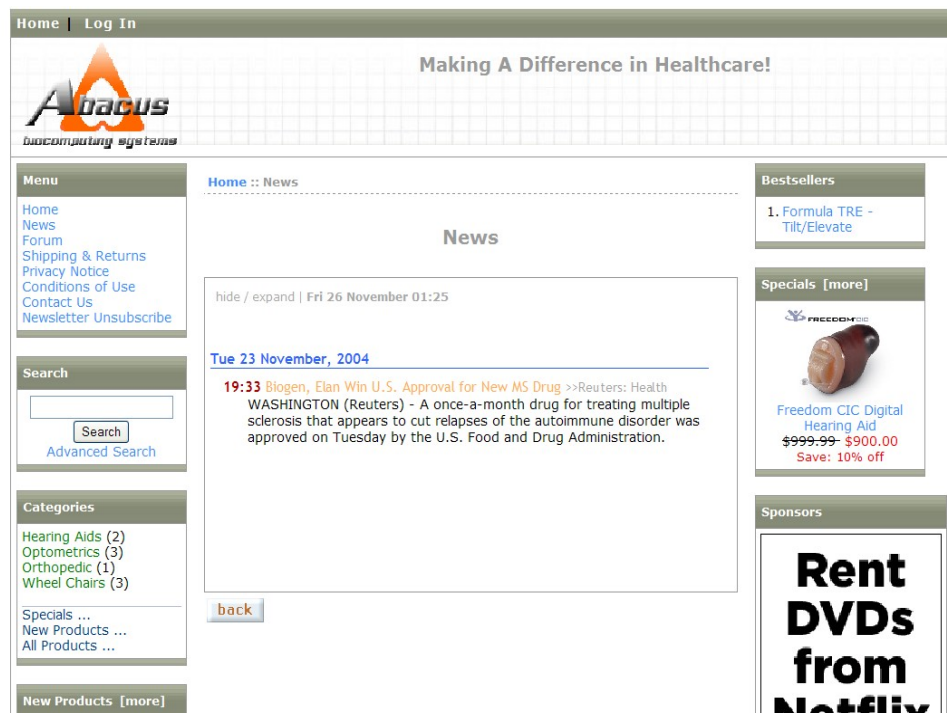 Home | Log In
Making A Difference in Healthcare!
Abacus
biocomputing systems
Menu
Home
News
Forum
Shipping & Returns
Privacy Notice
Conditions of Use
Contact Us
Newsletter Unsubscribe
Search
Search
Advanced Search
Categories
Hearing Aids (2)
Optometrics (3)
Orthopedic (1)
Wheel Chairs (3)
Specials ...
New Products ...
All Products ...
New Products [more]
Home :: News
News
hide / expand | Fri 26 November 01:25
Tue 23 November, 2004
19:33 Biogen, Elan Win U.S. Approval for New MS Drug >>Reuters: Health
WASHINGTON (Reuters) - A once-a-month drug for treating multiple
sclerosis that appears to cut relapses of the autoimmune disorder was
approved on Tuesday by the U.S. Food and Drug Administration.
back
Bestsellers
1. Formula TRE -
Tilt/Elevate
Specials [more]
FREEDOM CIC
Freedom CIC Digital
Hearing Aid
$999.99 $900.00
Save: 10% off
Sponsors
Rent
DVDs
from
Netflix